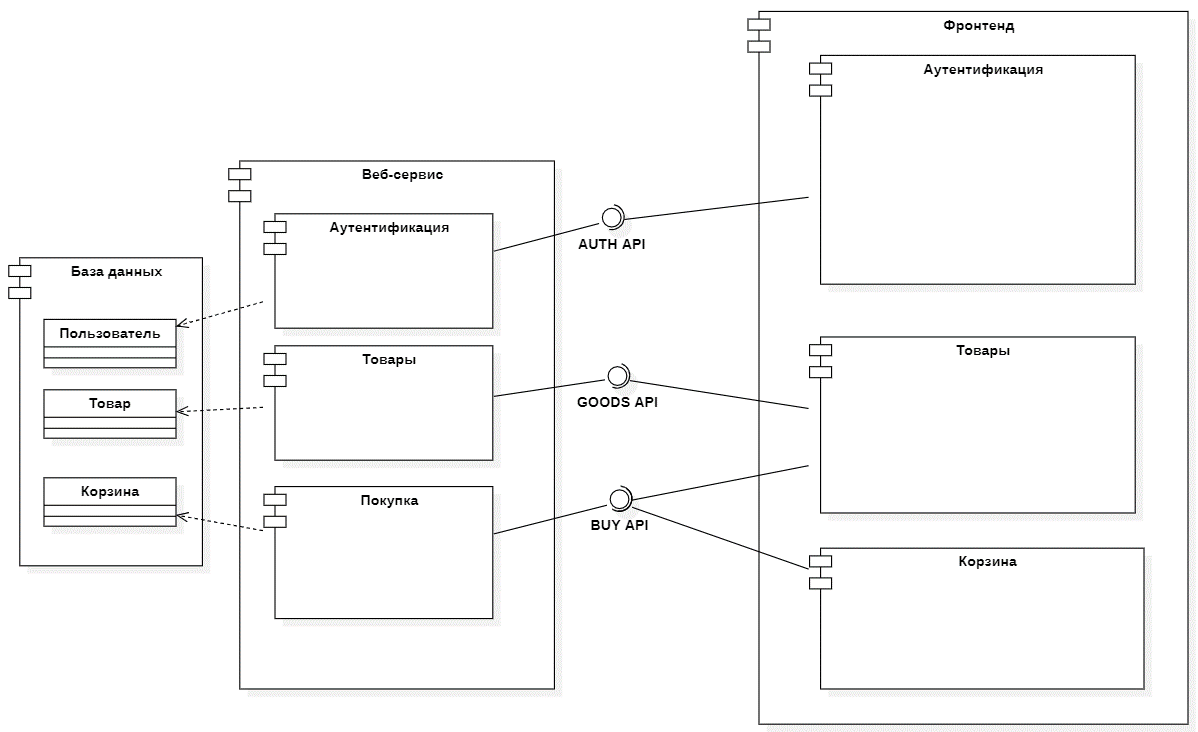 База данных
Пользователь
Товар
Корзина
Веб-сервис
Аутентификация
Товары
Покупка
AUTH API
GOODS API
BUY API
Фронтенд
Аутентификация
Товары
Корзина